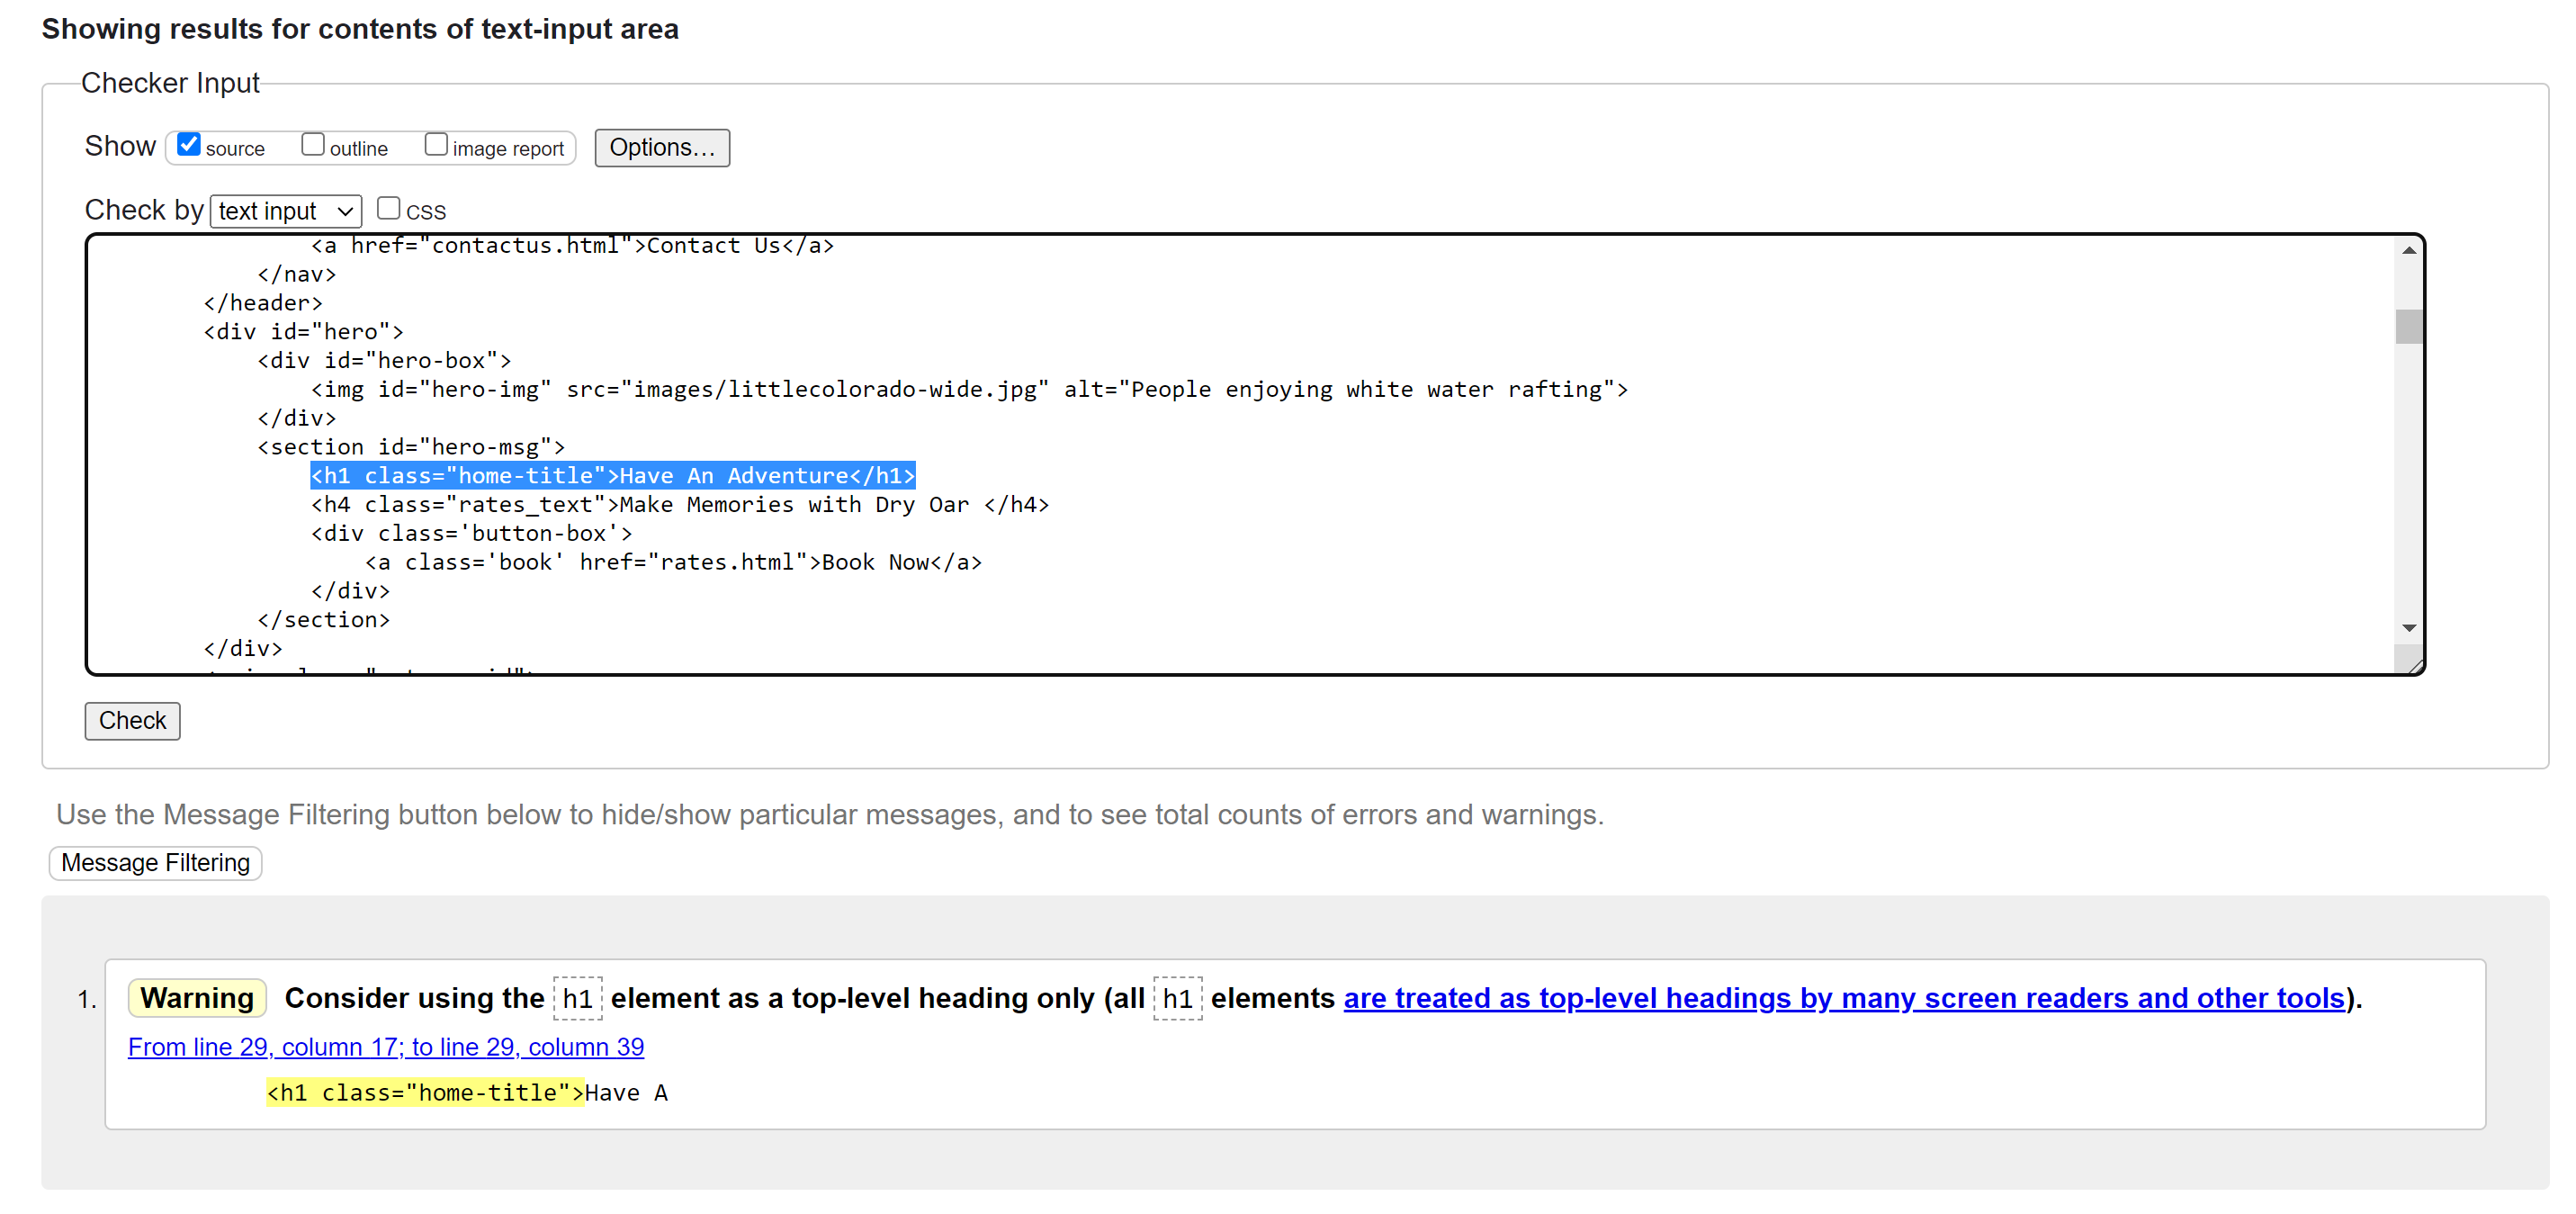 Showing results for contents of text-input area
Checker Input
Show source outline image report Options...
Check by text input CSS
<a href="contactus.html">Contact Us</a>
</nav>
</header>
<div id="hero">
<div id="hero-box">
<img id="hero-img" src="images/littlecolorado-wide.jpg" alt="People enjoying white water rafting">
</div>
<section id="hero-msg">
<h1 class="home-title">Have An Adventure</h1>
<h4 class="rates_text">Make Memories with Dry Oar </h4>
<div class='button-box'>
<a class='book' href="rates.html">Book Now</a>
</div>
</section>
</div>
Check
Use the Message Filtering button below to hide/show particular messages, and to see total counts of errors and warnings.
Message Filtering
1. Warning Consider using the h1 element as a top-level heading only (all h1 elements are treated as top-level headings by many screen readers and other tools).
From line 29, column 17; to line 29, column 39
<h1 class="home-title">Have A